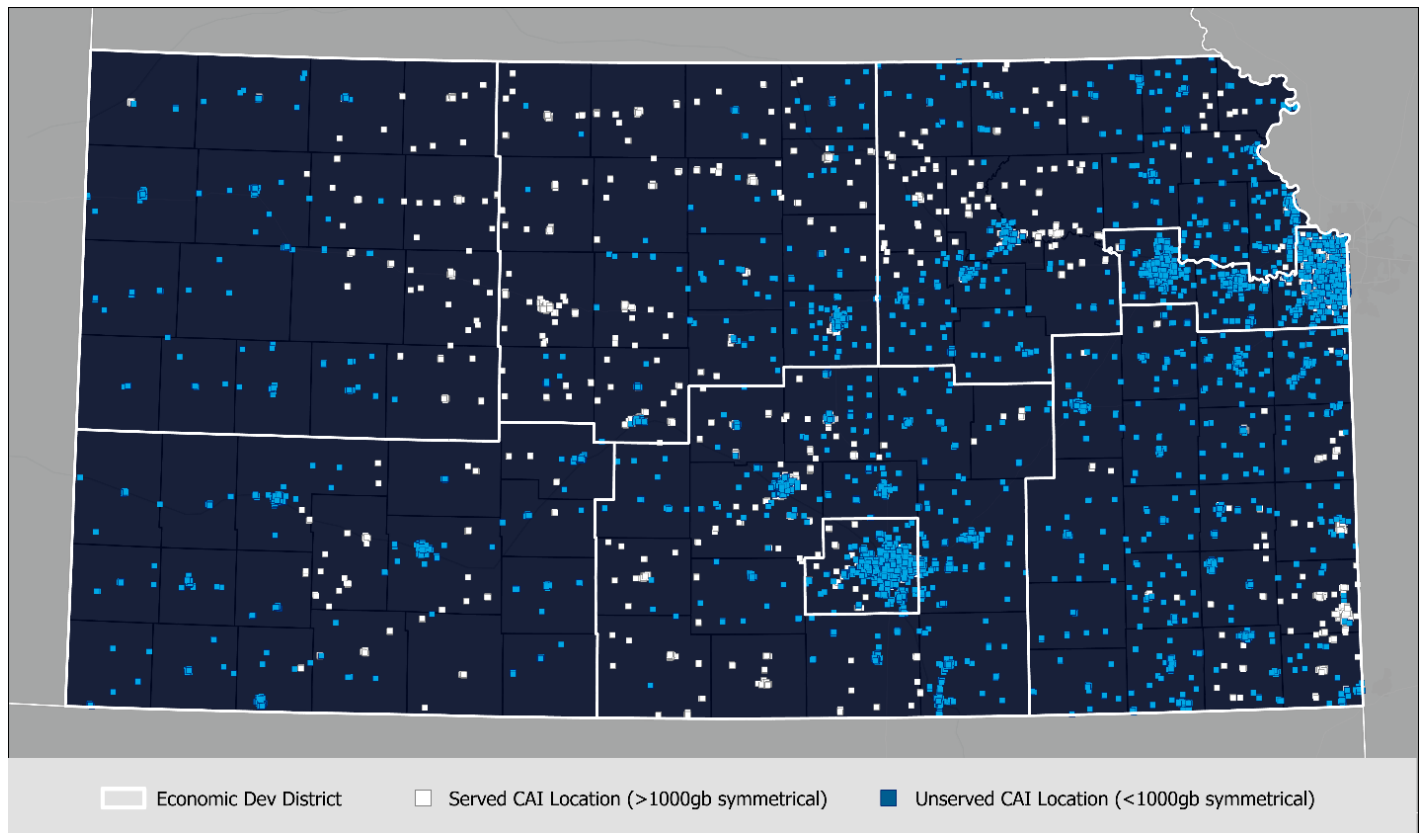 Economic Dev District
Served CAI Location (>1000gb symmetrical)
Unserved CAI Location (<1000gb symmetrical)